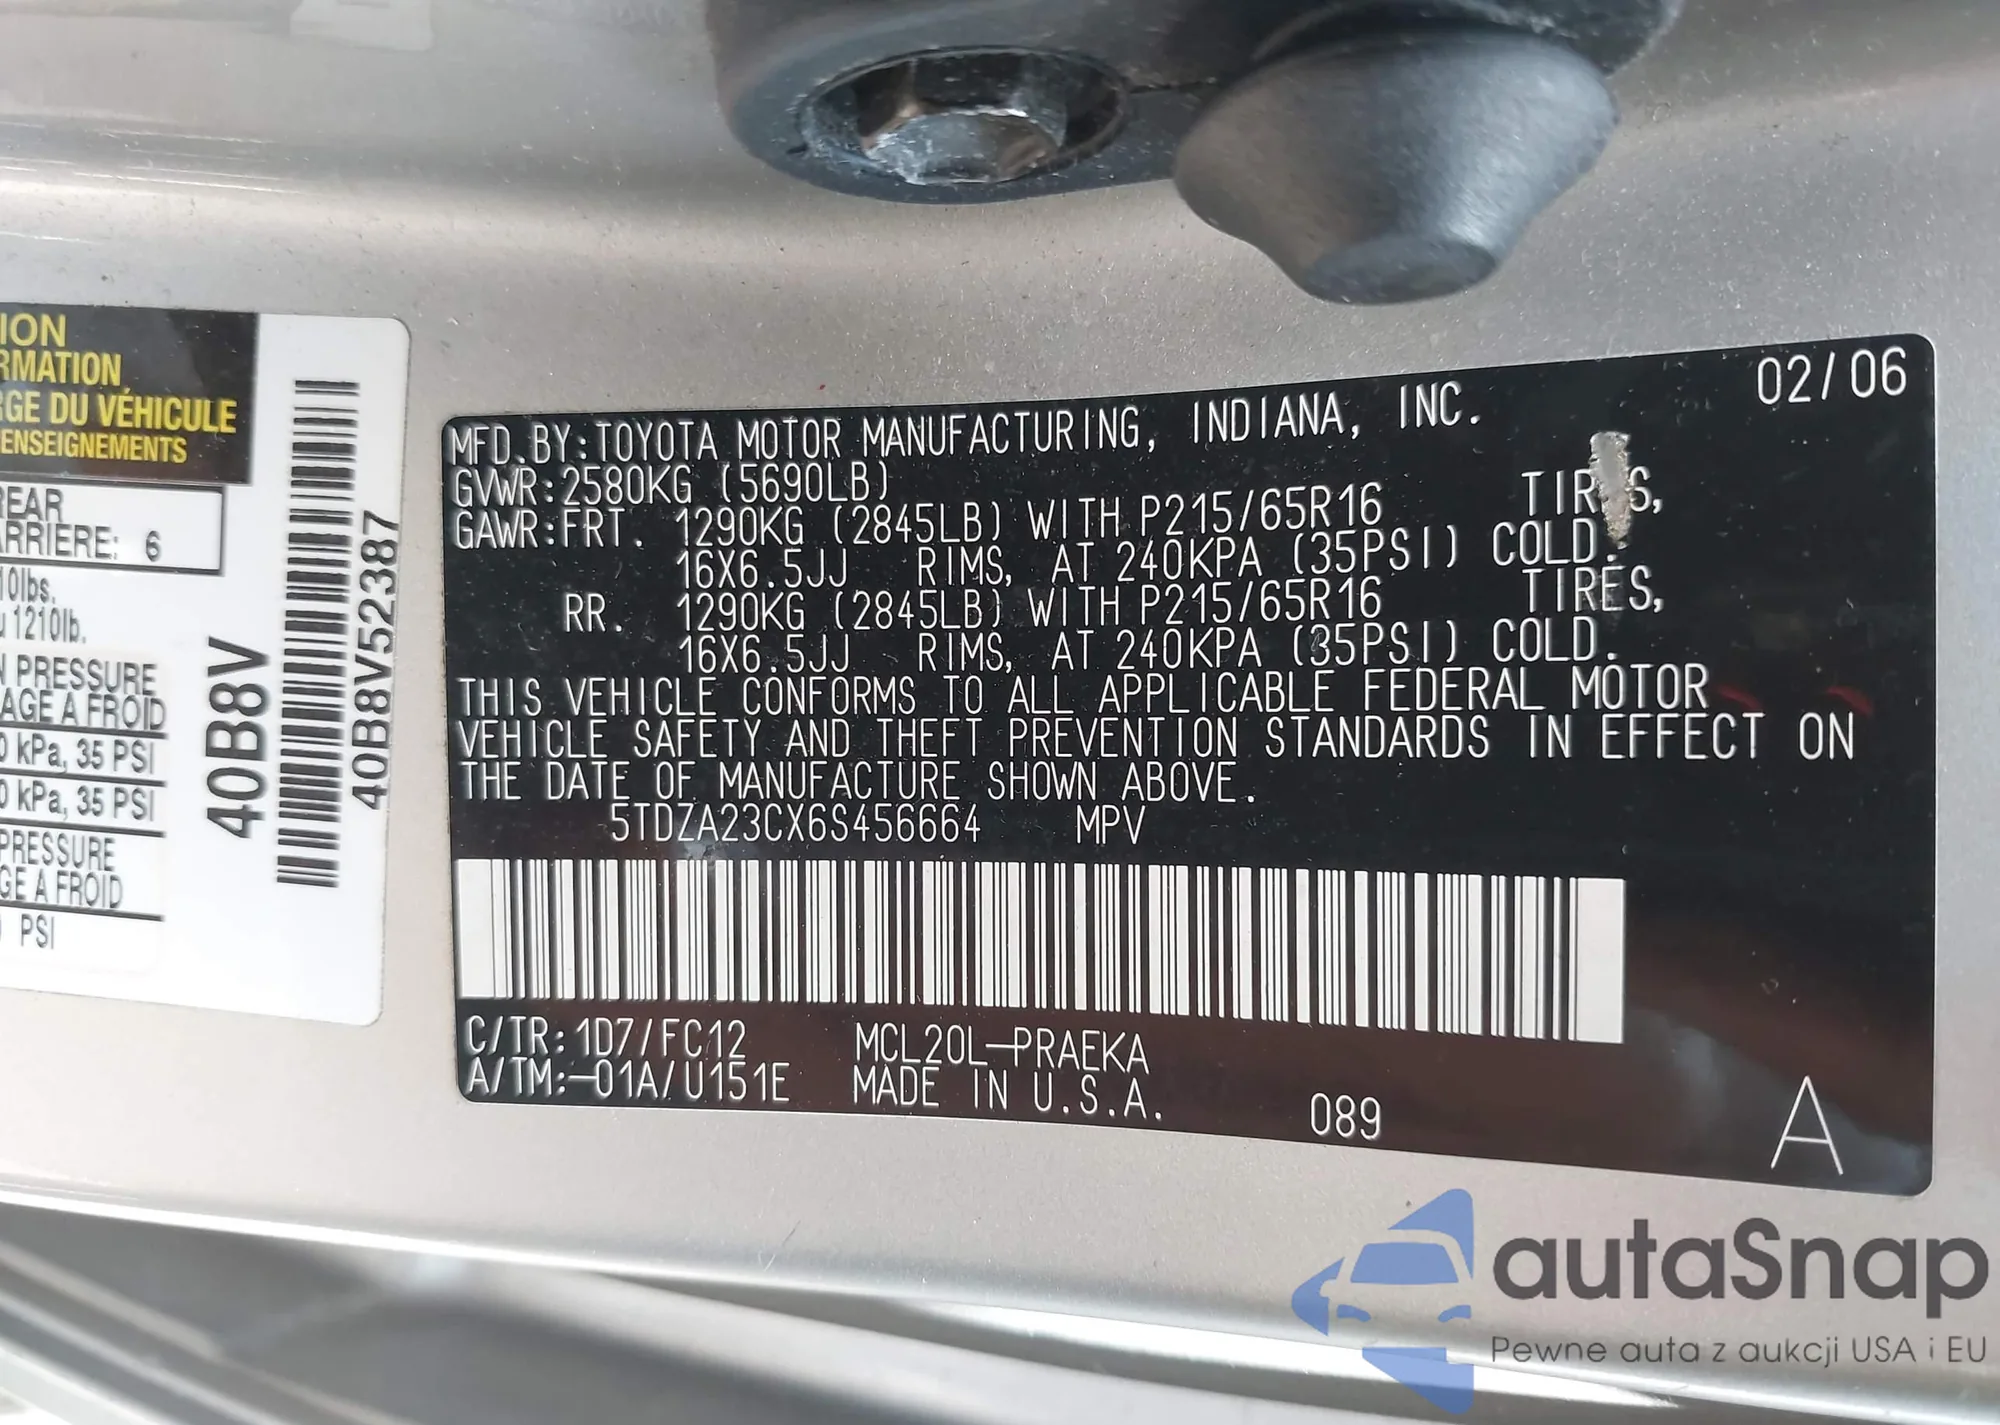 ION
RMATION
RGE DU VÉHICULE
ENSEIGNEMENTS
REAR
ARRIERE: 6
10lbs.
u 1210lb.
N PRESSURE
AGE A FROID
0 kPa, 35 PSI
0 kPa, 35 PSI
PRESSURE
GE A FROID
PSI
40B8V
40B8V52387
02/06
MFD.BY:TOYOTA MOTOR MANUFACTURING, INDIANA, INC.
GVWR:2580KG (5690LB)
GAWR:FRT. 1290KG (2845LB) WITH P215/65R16 TIRES,
16X6.5JJ RIMS, AT 240KPA (35PSI) COLD.
RR. 1290KG (2845LB) WITH P215/65R16 TIRES,
16X6.5JJ RIMS, AT 240KPA (35PSI) COLD.
THIS VEHICLE CONFORMS TO ALL APPLICABLE FEDERAL MOTOR
VEHICLE SAFETY AND THEFT PREVENTION STANDARDS IN EFFECT ON
THE DATE OF MANUFACTURE SHOWN ABOVE.
5TDZA23CX6S456664 MPV
C/TR:1D7/FC12 MCL20L-PRAEKA
A/TM:-01A/U151E MADE IN U.S.A.
089
A
autaSnap
Pewne auta z aukcji USA i EU